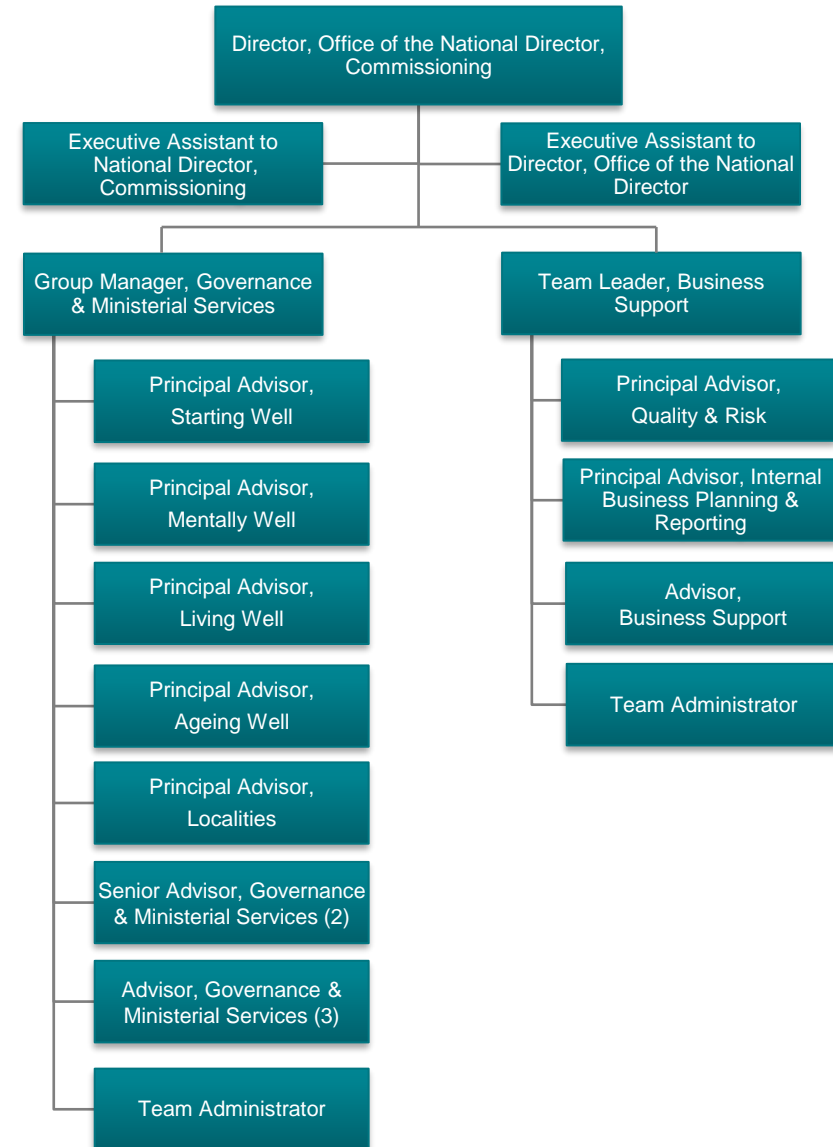 Director, Office of the National Director,
Commissioning
Executive Assistant to
National Director,
Commissioning
Executive Assistant to
Director, Office of the National
Director
Group Manager, Governance
& Ministerial Services
Team Leader, Business
Support
Principal Advisor,
Starting Well
Principal Advisor,
Mentally Well
Principal Advisor,
Living Well
Principal Advisor,
Ageing Well
Principal Advisor,
Localities
Senior Advisor, Governance
& Ministerial Services (2)
Advisor, Governance &
Ministerial Services (3)
Team Administrator
Principal Advisor,
Quality & Risk
Principal Advisor, Internal
Business Planning &
Reporting
Advisor,
Business Support
Team Administrator